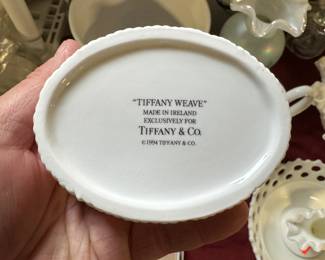 "TIFFANY WEAVE"
MADE IN IRELAND
EXCLUSIVELY FOR
TIFFANY & CO.
© 1994 TIFFANY & CO.